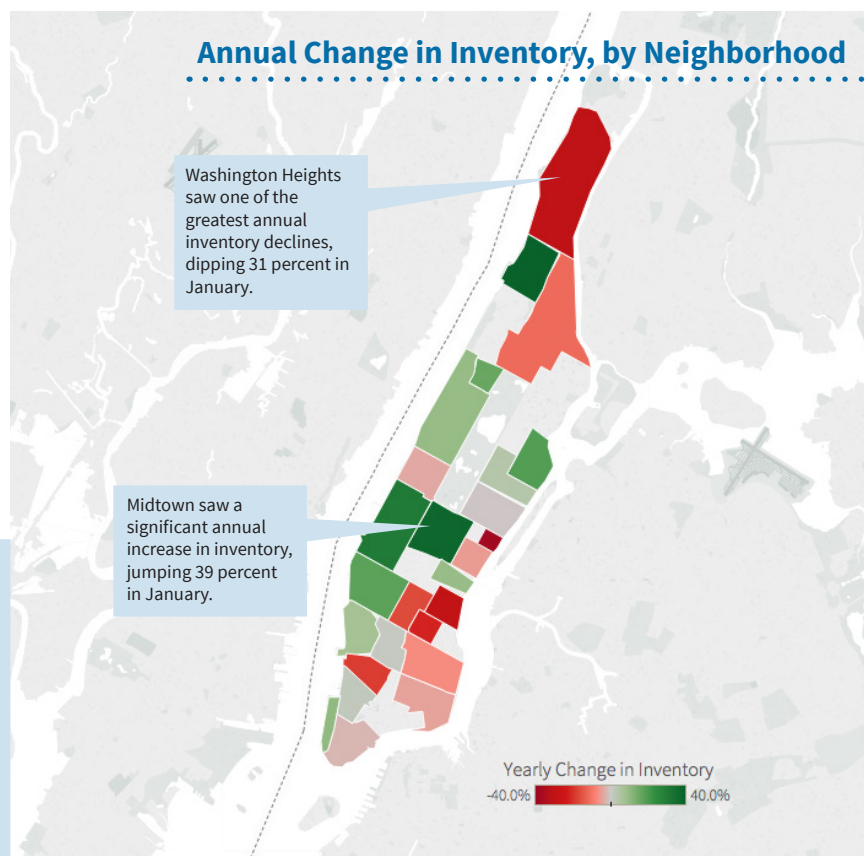 Annual Change in Inventory, by Neighborhood
Washington Heights
saw one of the
greatest annual
inventory declines,
dipping 31 percent in
January.
Midtown saw a
significant annual
increase in inventory,
jumping 39 percent
in January.
Yearly Change in Inventory
-40.0% 40.0%